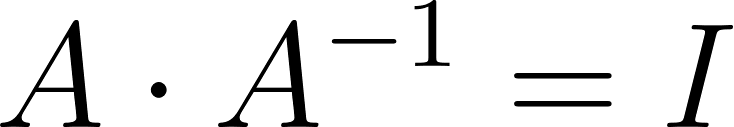 A · A⁻¹ = I